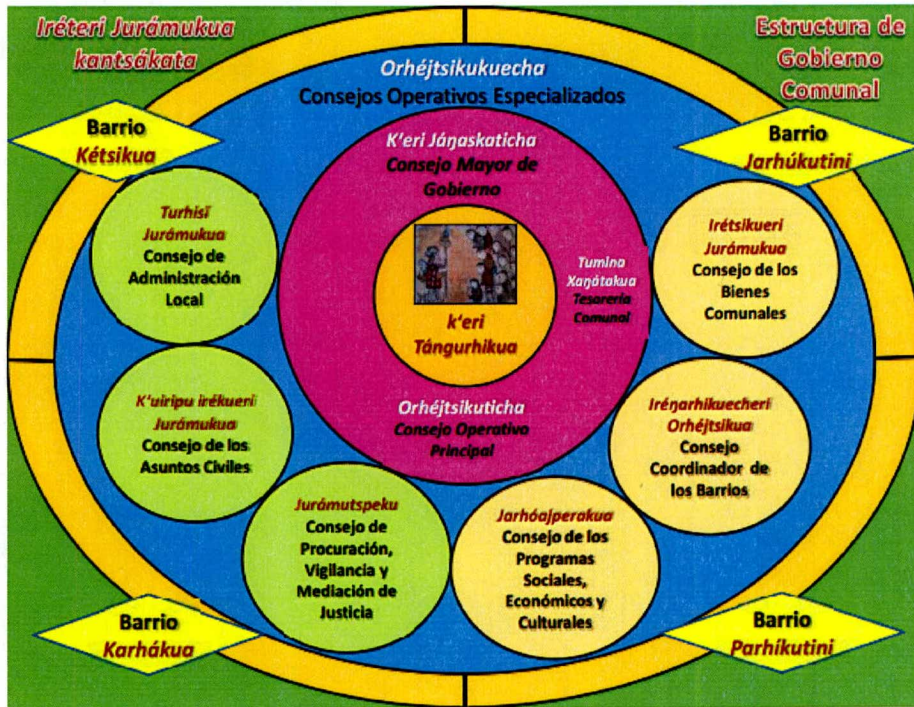 Iréteri Jurámukua
kantsákata
Estructura de
Gobierno
Comunal
Orhéjtsikukuecha
Consejos Operativos Especializados
Barrio
Kétsikua
Barrio
Jarhúkutini
K'eri Jáŋaskaticha
Consejo Mayor de
Gobierno
Turhisï
Jurámukua
Consejo de
Administración
Local
Irétsikueri
Jurámukua
Consejo de los
Bienes
Comunales
Tumina
Xaŋátakua
Tesorería
Comunal
k'eri
Tángurhikua
K'uiripu irékueri
Jurámukua
Consejo de los
Asuntos Civiles
Iréŋarhikuecheri
Orhéjtsikua
Consejo
Coordinador de
los Barrios
Orhéjtsikuticha
Consejo Operativo
Principal
Jurámutspeku
Consejo de
Procuración,
Vigilancia y
Mediación de
Justicia
Jarhóajperakua
Consejo de los
Programas
Sociales,
Económicos y
Culturales
Barrio
Karhákua
Barrio
Parhíkutini